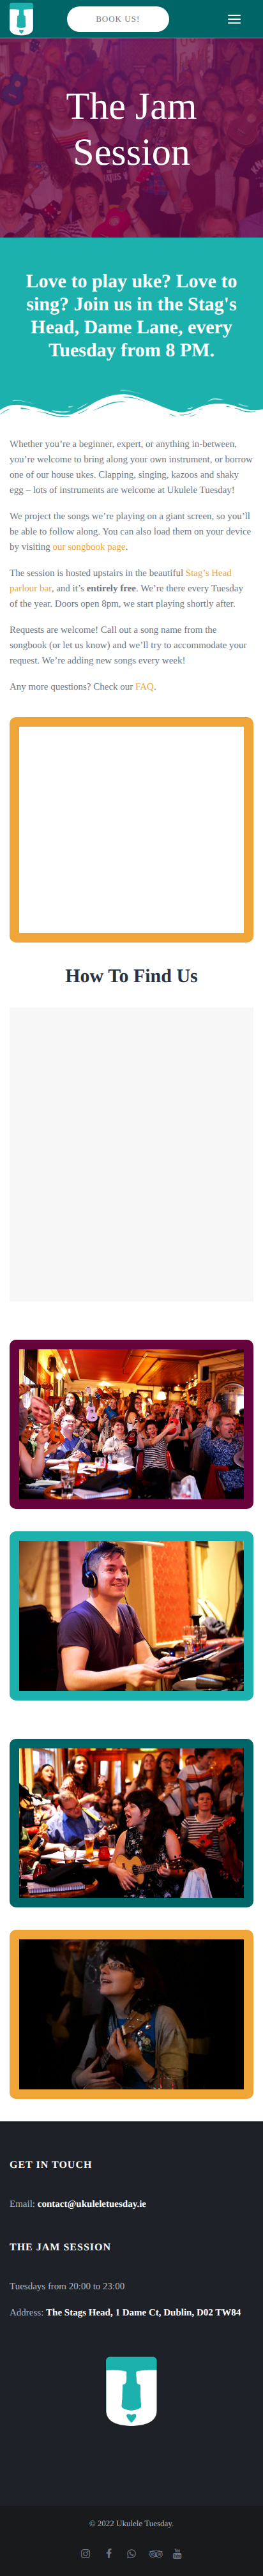 BOOK US!
The Jam
Session
Love to play uke? Love to
sing? Join us in the Stag's
Head, Dame Lane, every
Tuesday from 8 PM.
Whether you’re a beginner, expert, or anything in-between,
you’re welcome to bring along your own instrument, or borrow
one of our house ukes. Clapping, singing, kazoos and shaky
egg – lots of instruments are welcome at Ukulele Tuesday!
We project the songs we’re playing on a giant screen, so you’ll
be able to follow along. You can also load them on your device
by visiting our songbook page.
The session is hosted upstairs in the beautiful Stag’s Head
parlour bar, and it’s entirely free. We’re there every Tuesday
of the year. Doors open 8pm, we start playing shortly after.
Requests are welcome! Call out a song name from the
songbook (or let us know) and we’ll try to accommodate your
request. We’re adding new songs every week!
Any more questions? Check our FAQ.
How To Find Us
GET IN TOUCH
Email: contact@ukuleletuesday.ie
THE JAM SESSION
Tuesdays from 20:00 to 23:00
Address: The Stags Head, 1 Dame Ct, Dublin, D02 TW84
© 2022 Ukulele Tuesday.